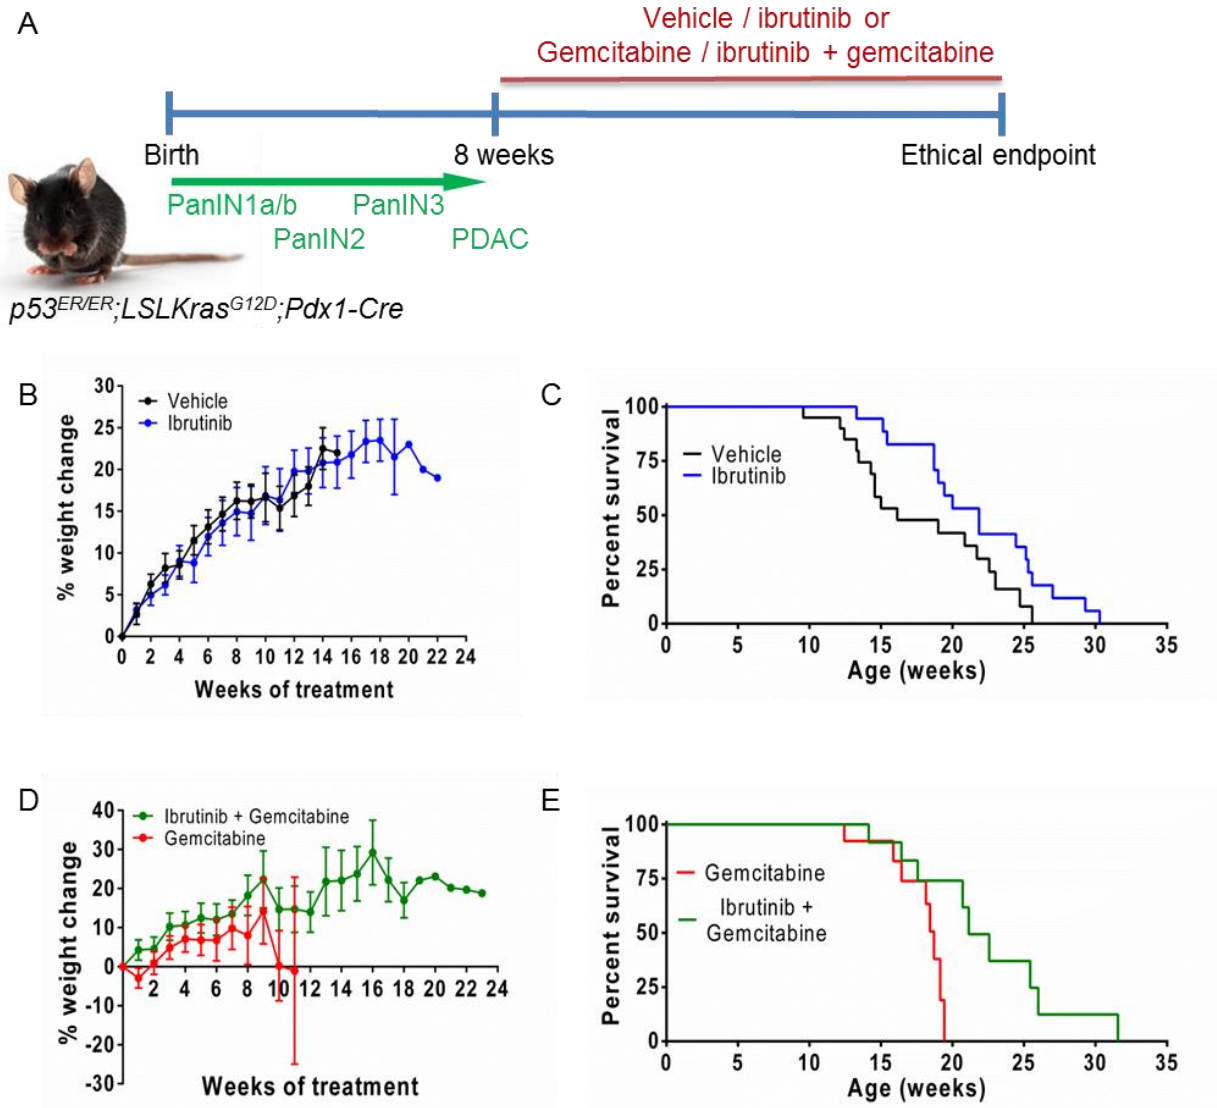 A
Vehicle / ibrutinib or
Gemcitabine / ibrutinib + gemcitabine
Birth
8 weeks
Ethical endpoint
PanIN1a/b
PanIN3
PanIN2
PDAC
p53ER/ER;LSLKrasG12D;Pdx1-Cre
B
30
25
20
15
10
5
0
% weight change
Vehicle
Ibrutinib
0 2 4 6 8 10 12 14 16 18 20 22 24
Weeks of treatment
C
100
75
50
25
0
Percent survival
Vehicle
Ibrutinib
0 5 10 15 20 25 30 35
Age (weeks)
D
40
30
20
10
0
-10
-20
-30
% weight change
Ibrutinib + Gemcitabine
Gemcitabine
2 4 6 8 10 12 14 16 18 20 22 24
Weeks of treatment
E
100
75
50
25
0
Percent survival
Gemcitabine
Ibrutinib +
Gemcitabine
0 5 10 15 20 25 30 35
Age (weeks)